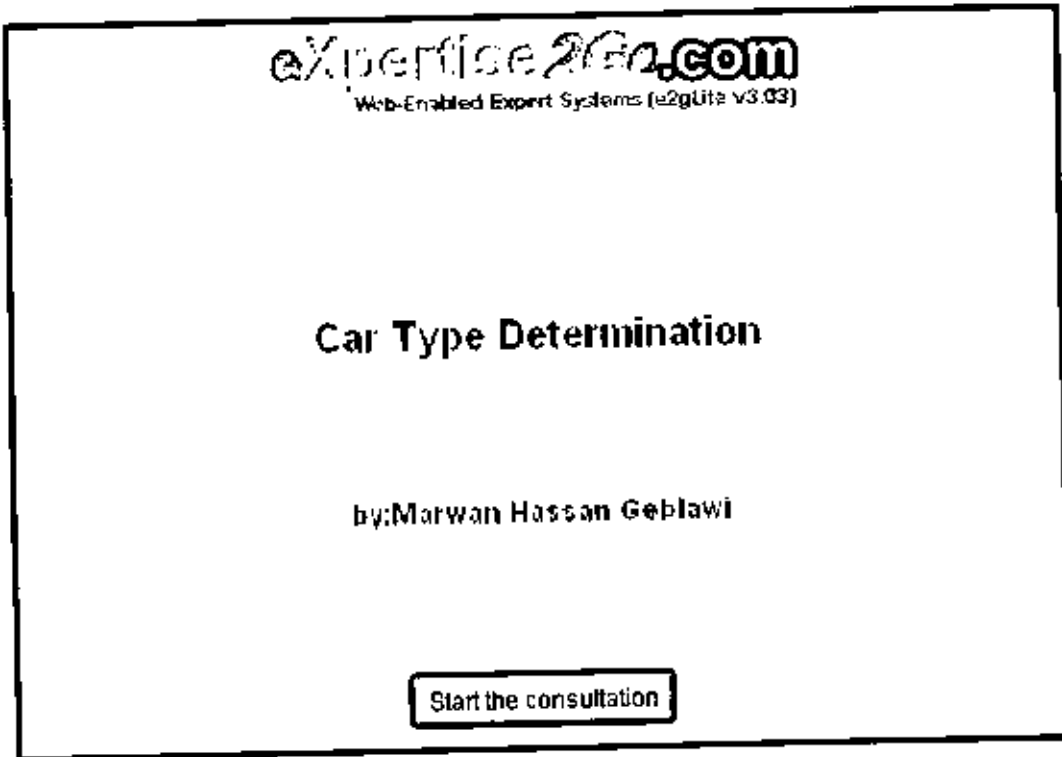 eXpertise2Go.com
Web-Enabled Expert Systems (e2gLite v3.03)
Car Type Determination
by:Marwan Hassan Geblawi
Start the consultation